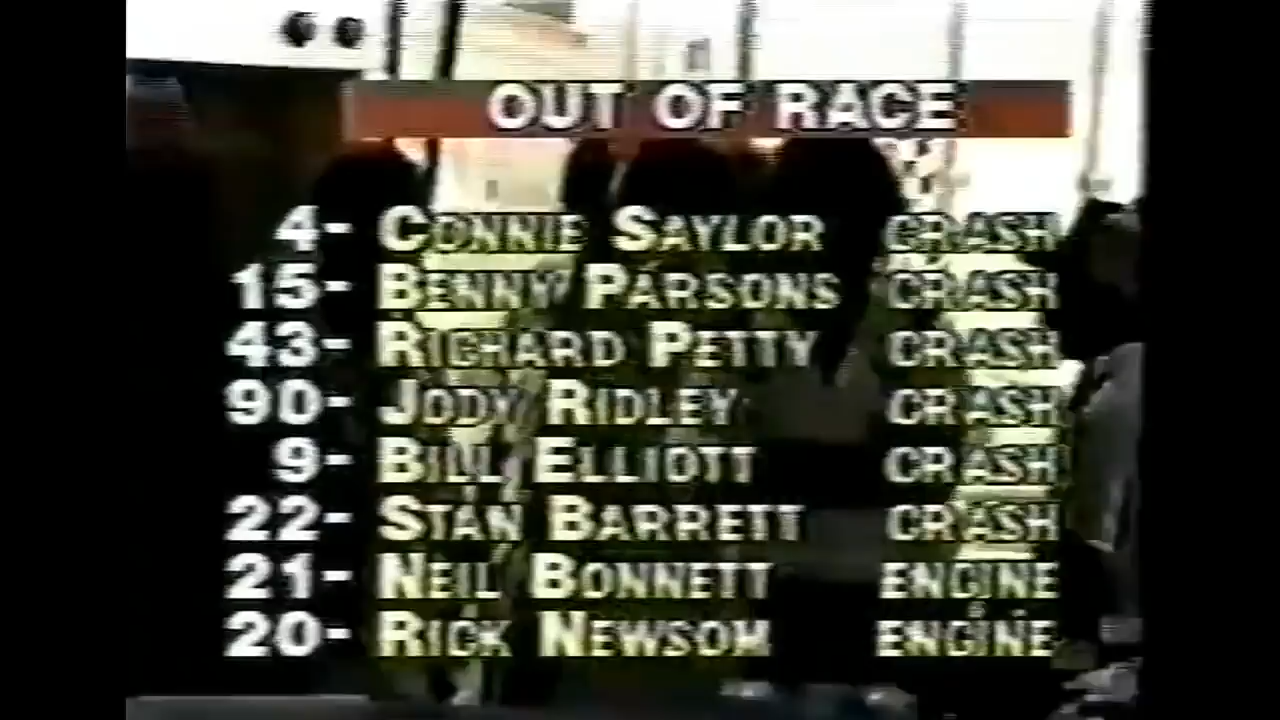 OUT OF RACE
4- CONNIE SAYLOR CRASH
15- BENNY PARSONS CRASH
43- RICHARD PETTY CRASH
90- JODY RIDLEY CRASH
9- BILL ELLIOTT CRASH
22- STAN BARRETT CRASH
21- NEIL BONNETT ENGINE
20- RICK NEWSOM ENGINE